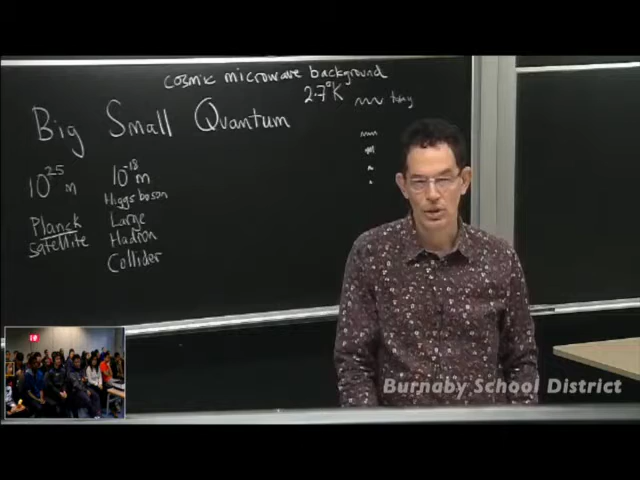 cosmic microwave background
2.7°K
today
Big Small Quantum
10^25 m
10^-18 m
Higgs boson
Planck
satellite
Large
Hadron
Collider
Burnaby School District